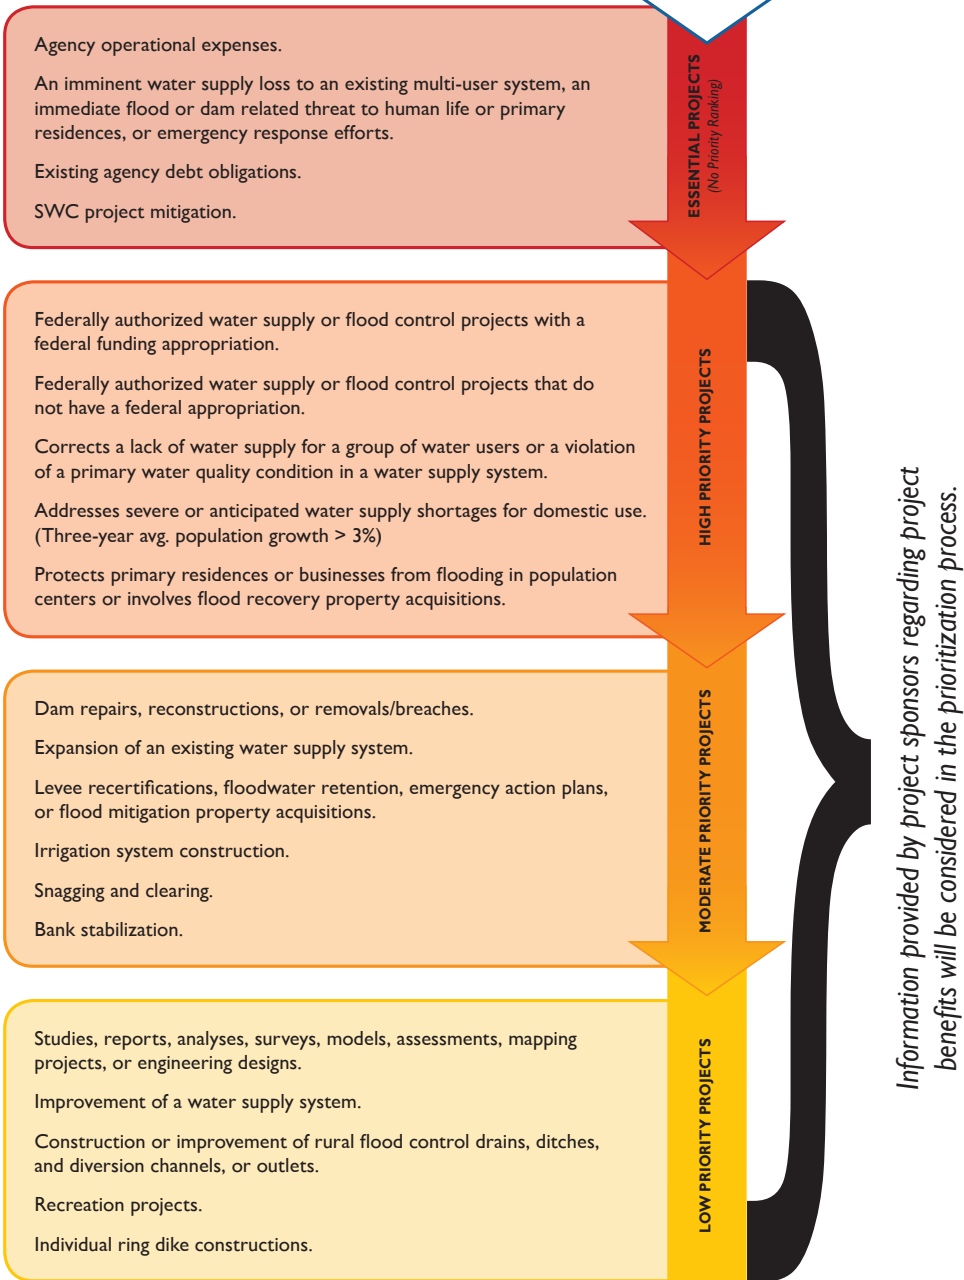 Agency operational expenses.
An imminent water supply loss to an existing multi-user system, an
immediate flood or dam related threat to human life or primary
residences, or emergency response efforts.
Existing agency debt obligations.
SWC project mitigation.
ESSENTIAL PROJECTS
(No Priority Ranking)
Federally authorized water supply or flood control projects with a
federal funding appropriation.
Federally authorized water supply or flood control projects that do
not have a federal appropriation.
Corrects a lack of water supply for a group of water users or a violation
of a primary water quality condition in a water supply system.
Addresses severe or anticipated water supply shortages for domestic use.
(Three-year avg. population growth > 3%)
Protects primary residences or businesses from flooding in population
centers or involves flood recovery property acquisitions.
HIGH PRIORITY PROJECTS
Dam repairs, reconstructions, or removals/breaches.
Expansion of an existing water supply system.
Levee recertifications, floodwater retention, emergency action plans,
or flood mitigation property acquisitions.
Irrigation system construction.
Snagging and clearing.
Bank stabilization.
MODERATE PRIORITY PROJECTS
Studies, reports, analyses, surveys, models, assessments, mapping
projects, or engineering designs.
Improvement of a water supply system.
Construction or improvement of rural flood control drains, ditches,
and diversion channels, or outlets.
Recreation projects.
Individual ring dike constructions.
LOW PRIORITY PROJECTS
Information provided by project sponsors regarding project
benefits will be considered in the prioritization process.